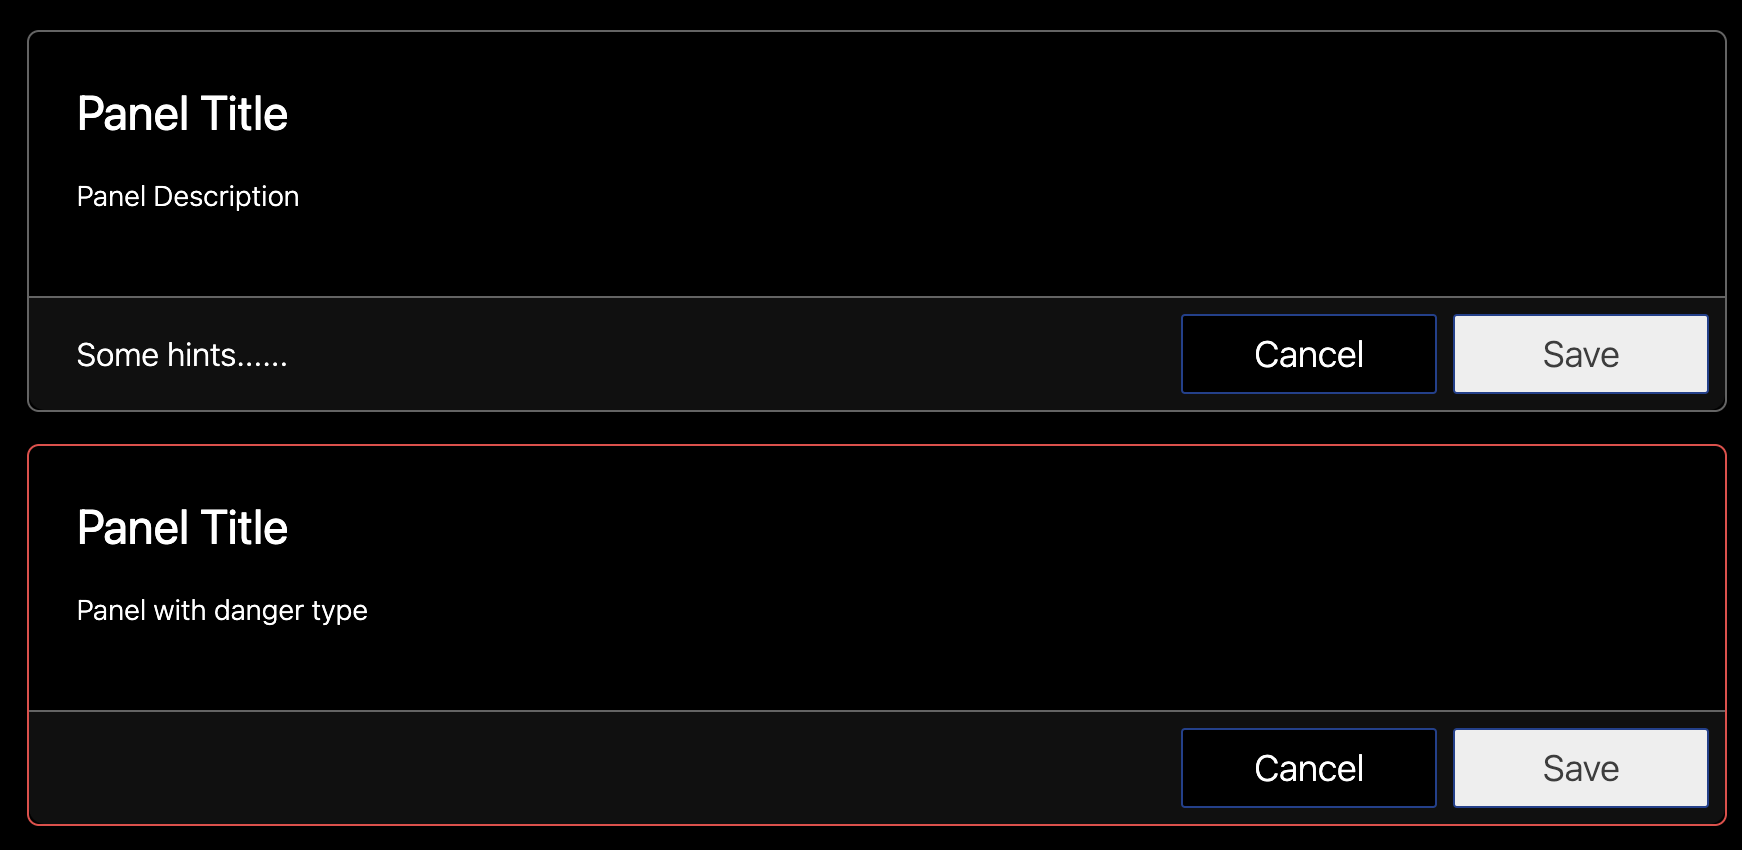 Panel Title
Panel Description
Some hints......
Cancel
Save
Panel Title
Panel with danger type
Cancel
Save